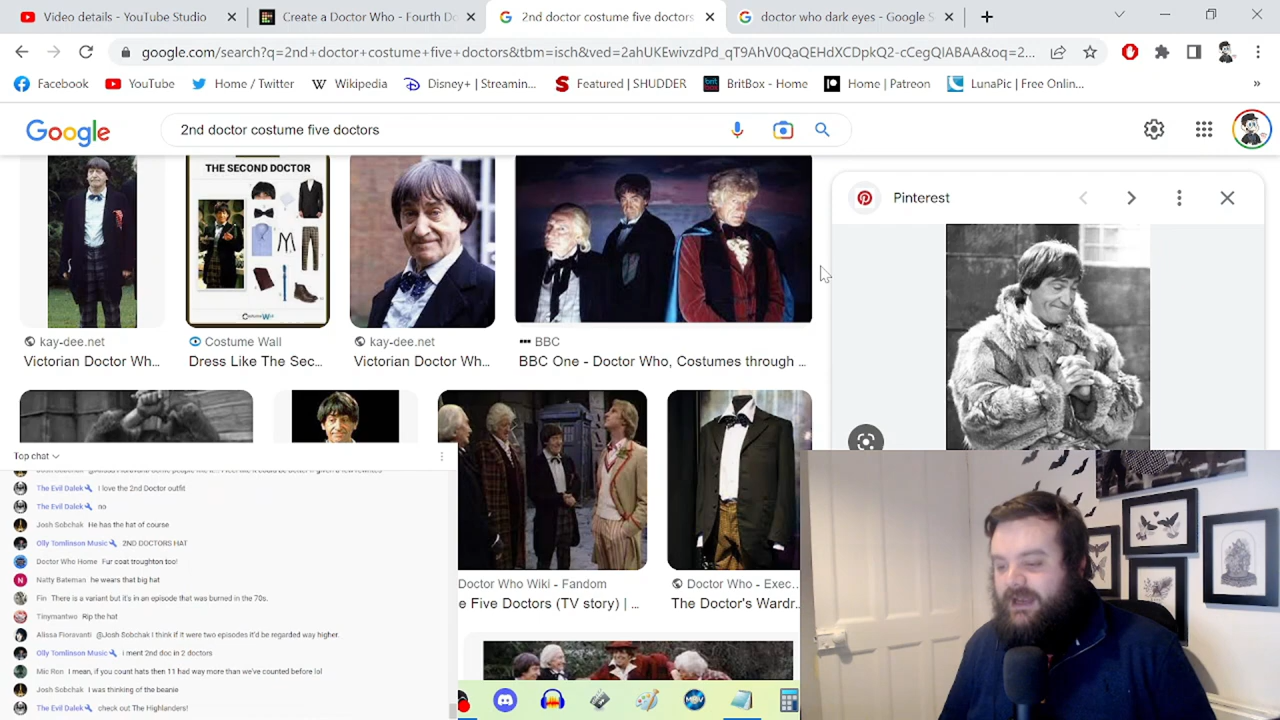 Video details - YouTube Studio
Create a Doctor Who - Fourth D
2nd doctor costume five doctors
doctor who dark eyes - Google S
google.com/search?q=2nd+doctor+costume+five+doctors&tbm=isch&ved=2ahUKEwizdPd_qT9AhV0QaQEHdXCDpkQ2-cCegQIABAA&oq=2...
Facebook
YouTube
Home / Twitter
Wikipedia
Disney+ | Streamin...
Featured | SHUDDER
BritBox - Home
Home | Patreon
LunaPic | Free Onlin...
»
Google
2nd doctor costume five doctors
THE SECOND DOCTOR
Pinterest
kay-dee.net
Victorian Doctor Wh...
Costume Wall
Dress Like The Sec...
kay-dee.net
Victorian Doctor Wh...
BBC
BBC One - Doctor Who, Costumes through ...
Doctor Who Wiki - Fandom
e Five Doctors (TV story) | ...
Doctor Who - Exec...
The Doctor's Wardr...
Top chat
The Evil Dalek I love the 2nd Doctor outfit
The Evil Dalek no
Josh Sobchak He has the hat of course
Olly Tomlinson Music 2ND DOCTORS HAT
Doctor Who Home Fur coat troughton too!
N
Natty Bateman he wears that big hat
Fin There is a variant but it's in an episode that was burned in the 70s.
Tinymantwo Rip the hat
Alissa Fioravanti @Josh Sobchak I think if it were two episodes it'd be regarded way higher.
Olly Tomlinson Music i ment 2nd doc in 2 doctors
Mic Ron I mean, if you count hats then 11 had way more than we've counted before lol
Josh Sobchak I was thinking of the beanie
The Evil Dalek check out The Highlanders!